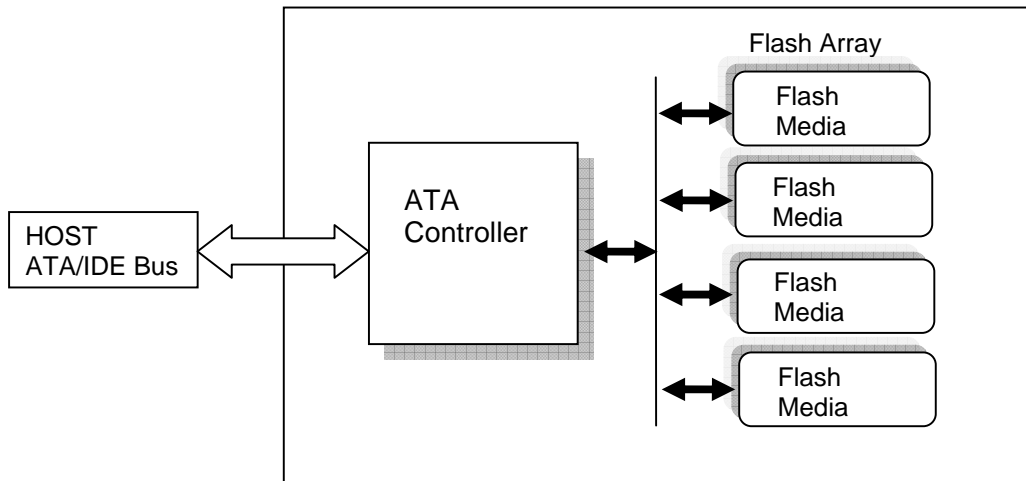 Flash Array
Flash
Media
Flash
Media
ATA
Controller
HOST
ATA/IDE Bus
Flash
Media
Flash
Media